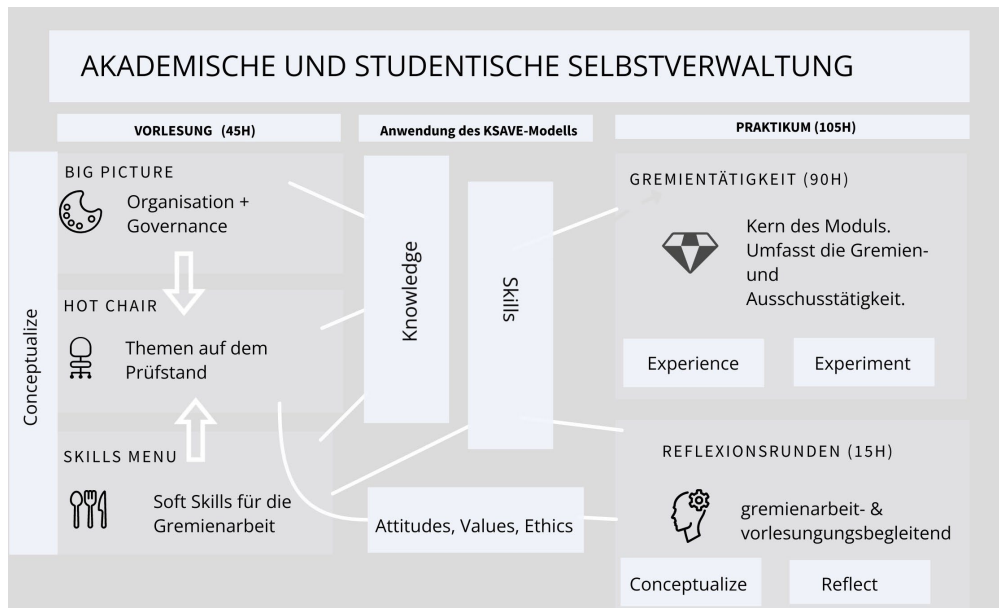 AKADEMISCHE UND STUDENTISCHE SELBSTVERWALTUNG
VORLESUNG (45H)
Anwendung des KSAVE-Modells
PRAKTIKUM (105H)
Conceptualize
BIG PICTURE
Organisation +
Governance
HOT CHAIR
Themen auf dem
Prüfstand
SKILLS MENU
Soft Skills für die
Gremienarbeit
Knowledge
Skills
Attitudes, Values, Ethics
GREMIENTÄTIGKEIT (90H)
Kern des Moduls.
Umfasst die Gremien-
und
Ausschusstätigkeit.
Experience
Experiment
REFLEXIONSRUNDEN (15H)
gremienarbeit- &
vorlesungungsbegleitend
Conceptualize
Reflect